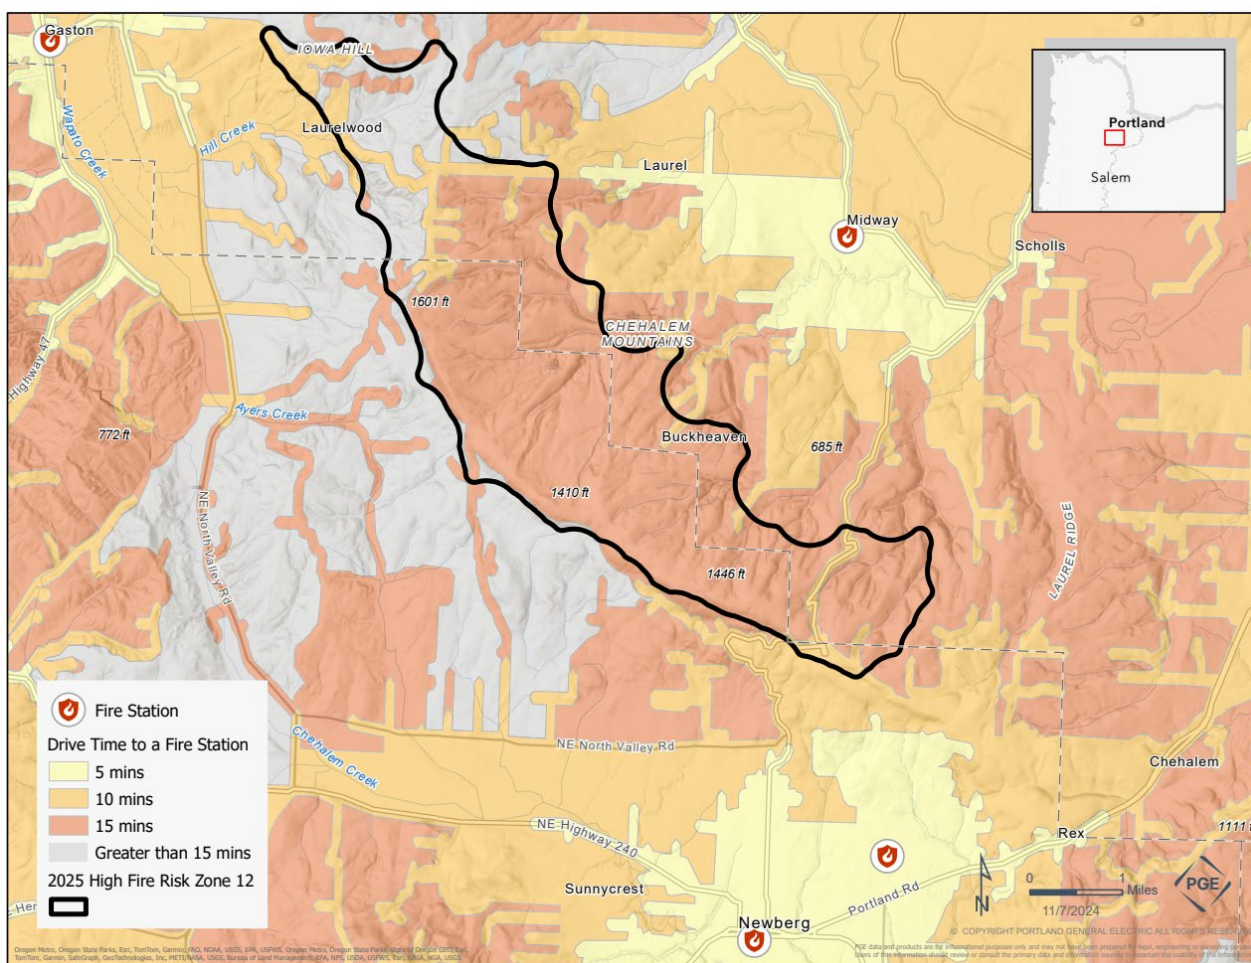 Gaston
IOWA HILL
Laurelwood
Hill Creek
Wapato Creek
Laurel
Portland
Salem
Midway
Scholls
1601 ft
CHEHALEM
MOUNTAINS
Highway 47
Ayers Creek
772 ft
Buckheaven
685 ft
1410 ft
NE North Valley Rd
LAUREL RIDGE
1446 ft
Fire Station
Drive Time to a Fire Station
5 mins
10 mins
15 mins
Greater than 15 mins
2025 High Fire Risk Zone 12
Chehalem Creek
NE North Valley Rd
Chehalem
NE Highway 240
Rex
1111 f
Sunnycrest
Portland Rd
Newberg
N
0 1
Miles
11/7/2024
PGE
© COPYRIGHT PORTLAND GENERAL ELECTRIC ALL RIGHTS RESERVED